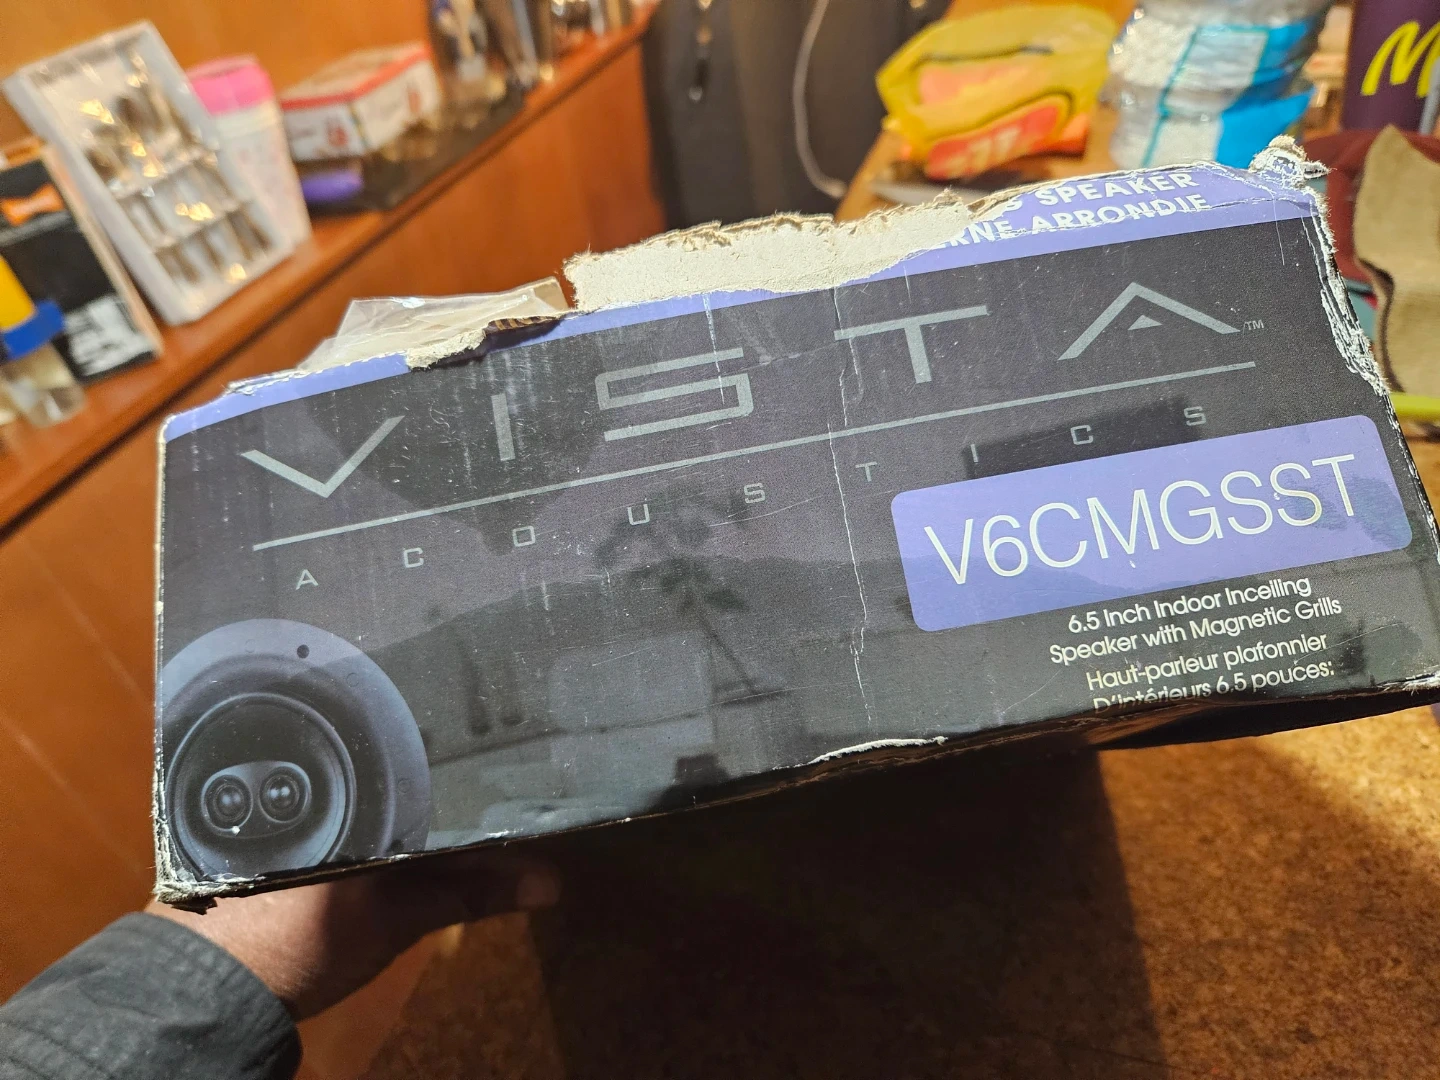 SPEAKER
ARRONDIE
VISTA™
ACOUSTICS
V6CMGSST
6.5 Inch Indoor Inceiling
Speaker with Magnetic Grills
Haut-parleur plafonnier
D'intérieurs 6.5 pouces: